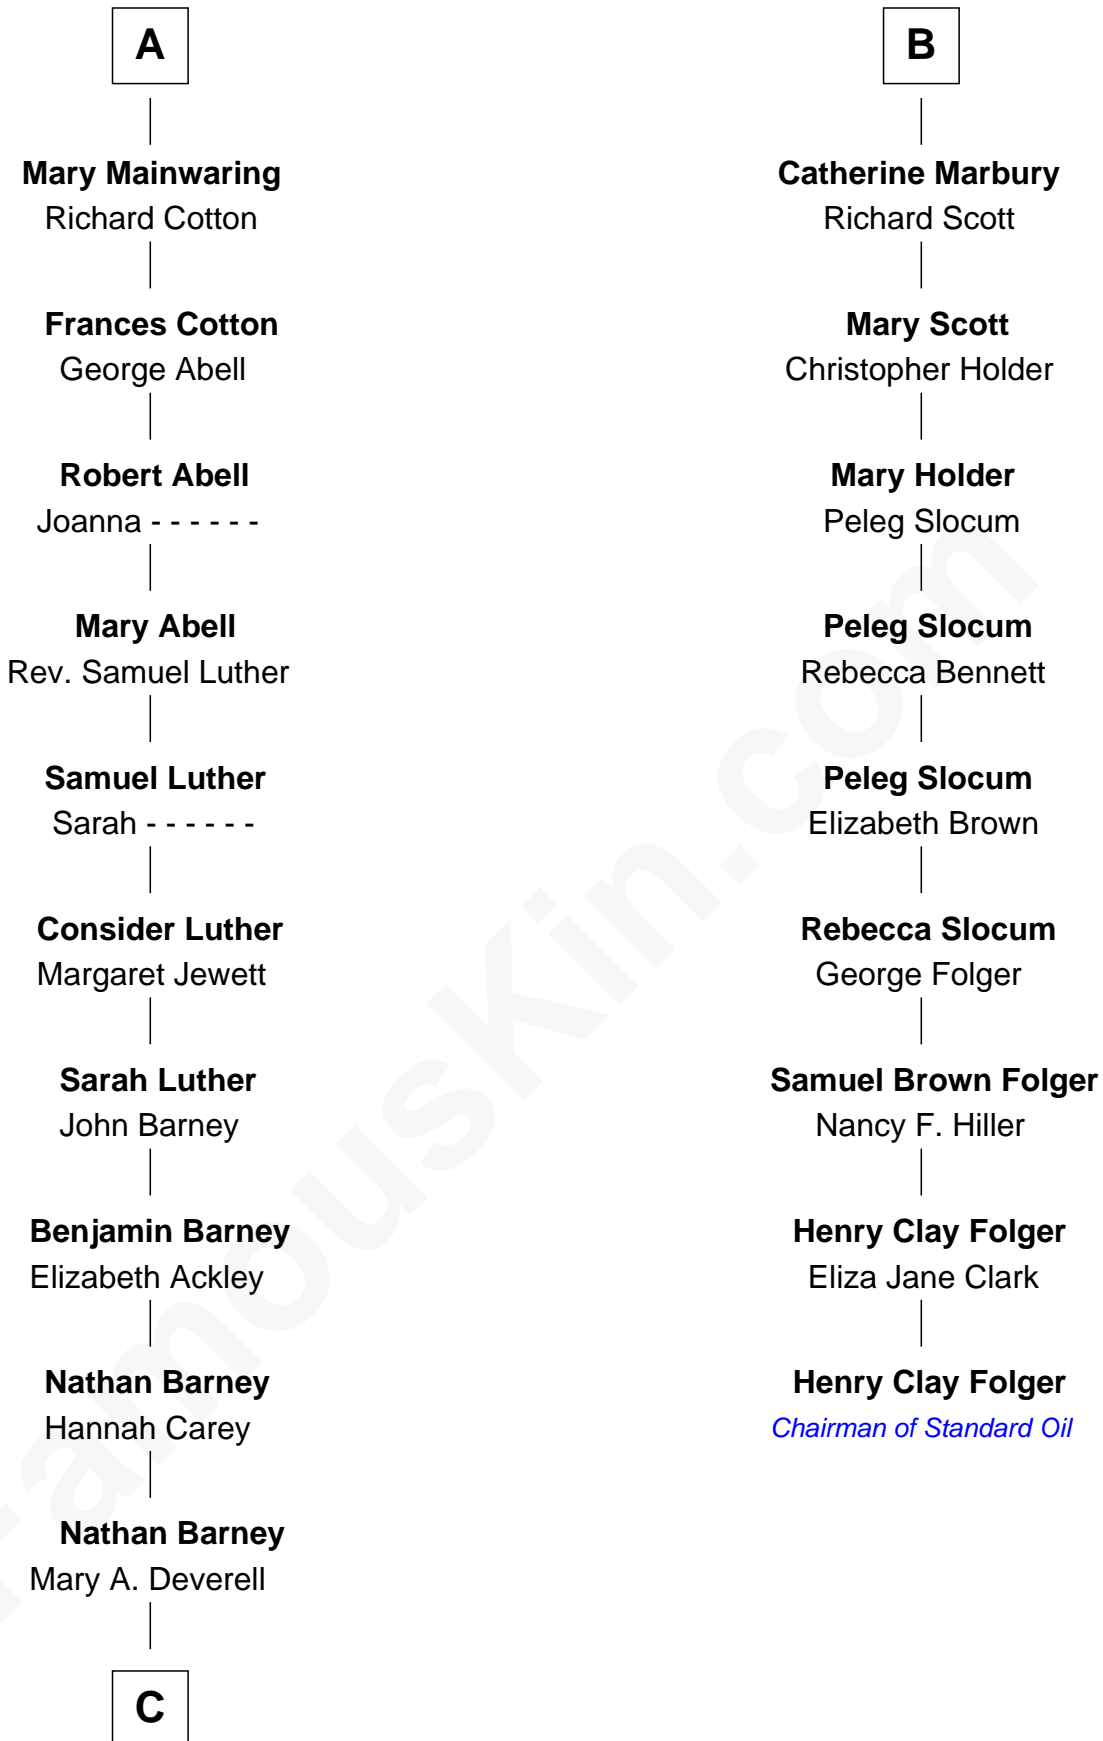 A
Mary Mainwaring
Richard Cotton
Frances Cotton
George Abell
Robert Abell
Joanna - - - - - -
Mary Abell
Rev. Samuel Luther
Samuel Luther
Sarah - - - - - -
Consider Luther
Margaret Jewett
Sarah Luther
John Barney
Benjamin Barney
Elizabeth Ackley
Nathan Barney
Hannah Carey
Nathan Barney
Mary A. Deverell
C
B
Catherine Marbury
Richard Scott
Mary Scott
Christopher Holder
Mary Holder
Peleg Slocum
Peleg Slocum
Rebecca Bennett
Peleg Slocum
Elizabeth Brown
Rebecca Slocum
George Folger
Samuel Brown Folger
Nancy F. Hiller
Henry Clay Folger
Eliza Jane Clark
Henry Clay Folger
Chairman of Standard Oil
FamousKin.com